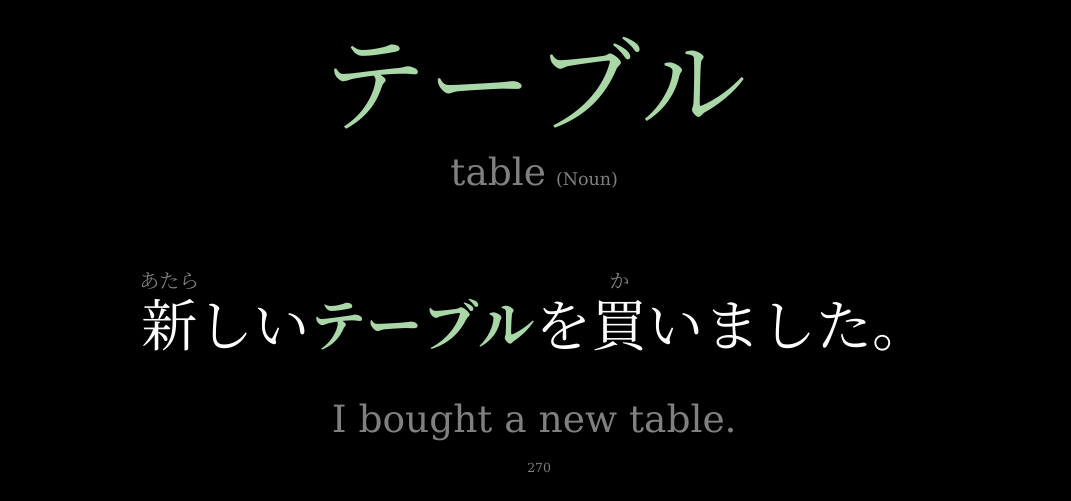 テーブル
table (Noun)
あたら か
新しいテーブルを買いました。
I bought a new table.
270